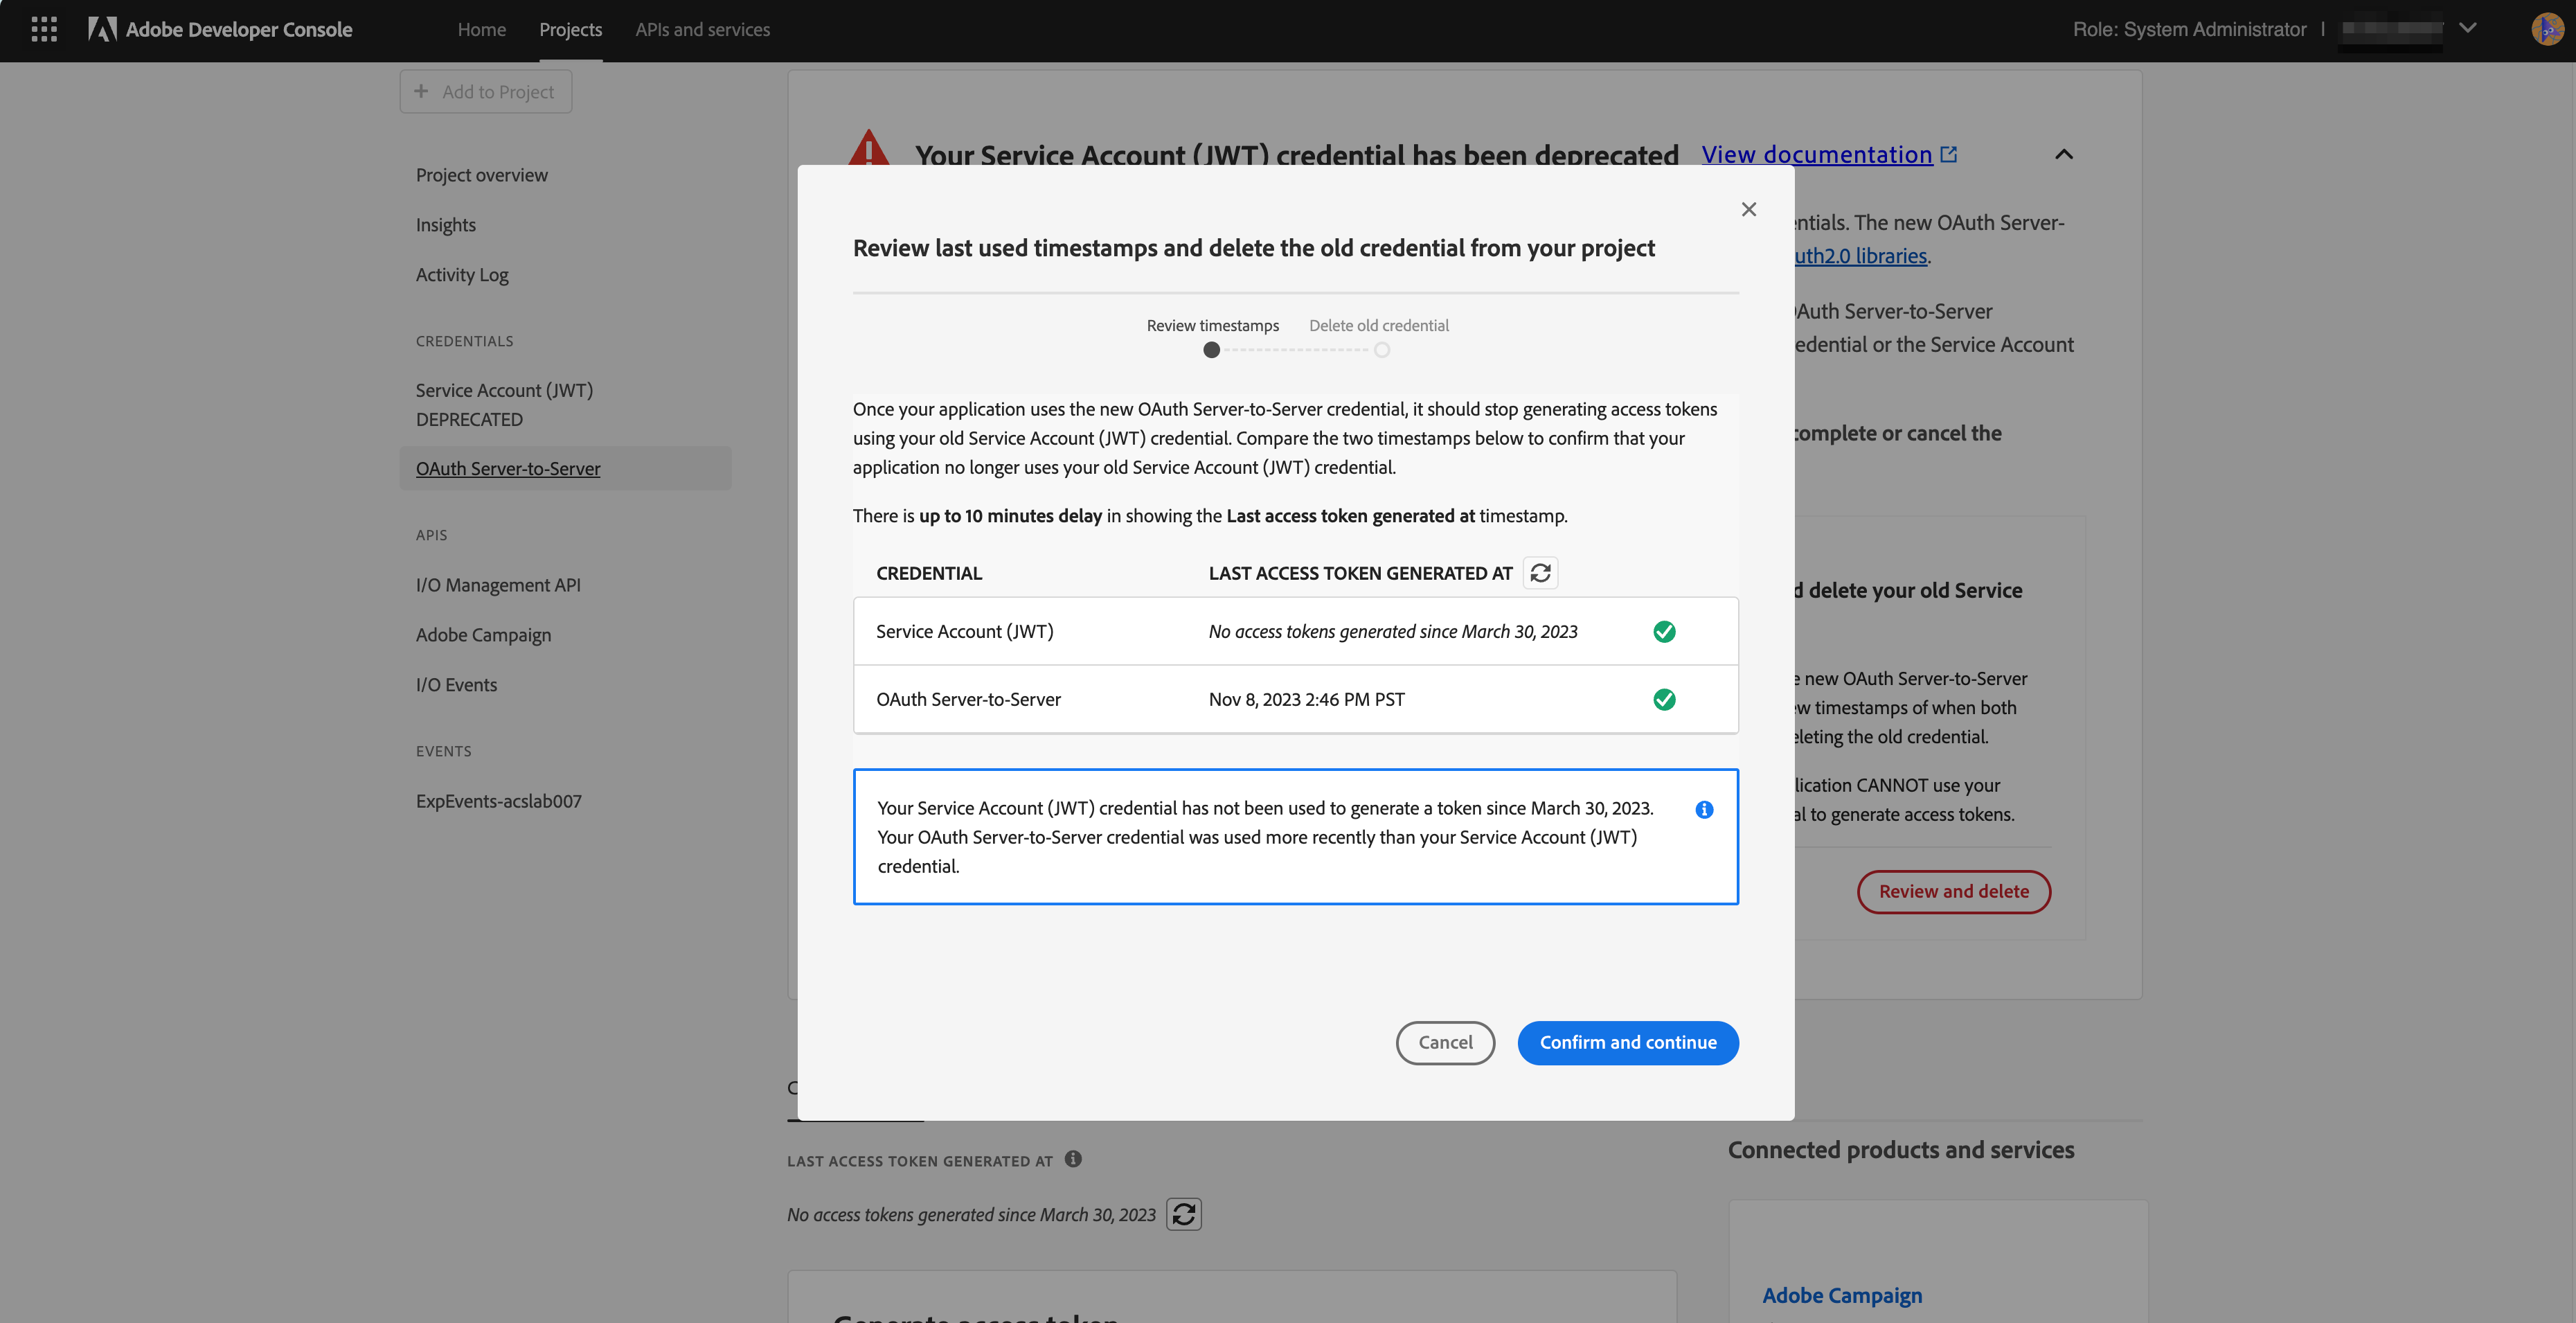 Adobe Developer Console
Home
Projects
APIs and services
Role: System Administrator |
+ Add to Project
Project overview
Insights
Activity Log
CREDENTIALS
Service Account (JWT)
DEPRECATED
OAuth Server-to-Server
APIS
I/O Management API
Adobe Campaign
I/O Events
EVENTS
ExpEvents-acslab007
Your Service Account (JWT) credential has been deprecated
View documentation
entials. The new OAuth Server-
uth2.0 libraries.
Auth Server-to-Server
edential or the Service Account
complete or cancel the
d delete your old Service
e new OAuth Server-to-Server
w timestamps of when both
eleting the old credential.
lication CANNOT use your
al to generate access tokens.
Review and delete
Review last used timestamps and delete the old credential from your project
Review timestamps
Delete old credential
Once your application uses the new OAuth Server-to-Server credential, it should stop generating access tokens
using your old Service Account (JWT) credential. Compare the two timestamps below to confirm that your
application no longer uses your old Service Account (JWT) credential.
There is up to 10 minutes delay in showing the Last access token generated at timestamp.
CREDENTIAL
LAST ACCESS TOKEN GENERATED AT
Service Account (JWT)
No access tokens generated since March 30, 2023
OAuth Server-to-Server
Nov 8, 2023 2:46 PM PST
Your Service Account (JWT) credential has not been used to generate a token since March 30, 2023.
Your OAuth Server-to-Server credential was used more recently than your Service Account (JWT)
credential.
Cancel
Confirm and continue
LAST ACCESS TOKEN GENERATED AT
No access tokens generated since March 30, 2023
Generate access token
Connected products and services
Adobe Campaign